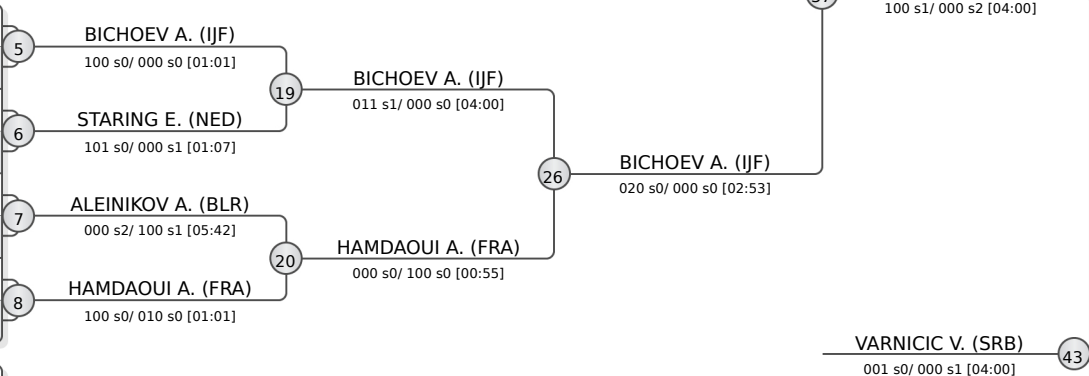 100 s1/ 000 s2 [04:00]
5
BICHOEV A. (IJF)
100 s0/ 000 s0 [01:01]
19
BICHOEV A. (IJF)
011 s1/ 000 s0 [04:00]
6
STARING E. (NED)
101 s0/ 000 s1 [01:07]
26
BICHOEV A. (IJF)
020 s0/ 000 s0 [02:53]
7
ALEINIKOV A. (BLR)
000 s2/ 100 s1 [05:42]
20
HAMDAOUI A. (FRA)
000 s0/ 100 s0 [00:55]
8
HAMDAOUI A. (FRA)
100 s0/ 010 s0 [01:01]
VARNICIC V. (SRB)
001 s0/ 000 s1 [04:00]
43